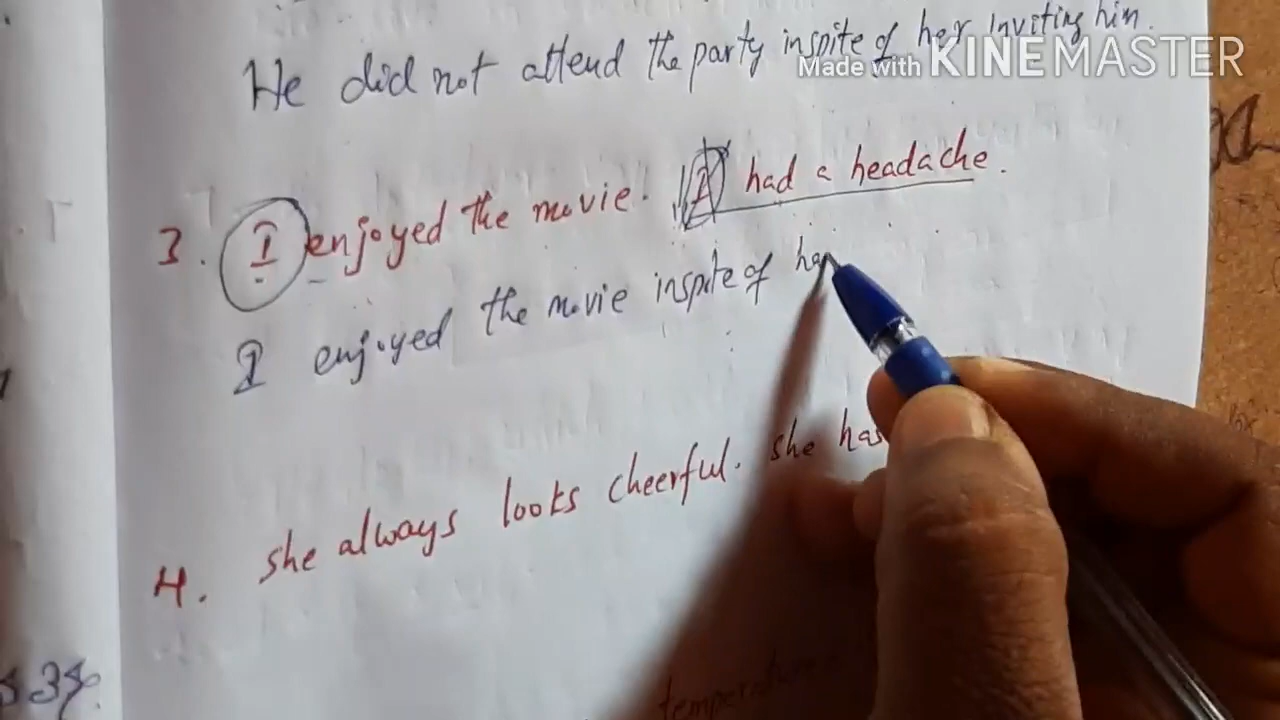 He did not attend the party inspite of her inviting him.
Made with KINEMASTER
3. I enjoyed the movie. I had a headache.
I enjoyed the movie inspite of ha
4. she always looks cheerful. she has
temperature